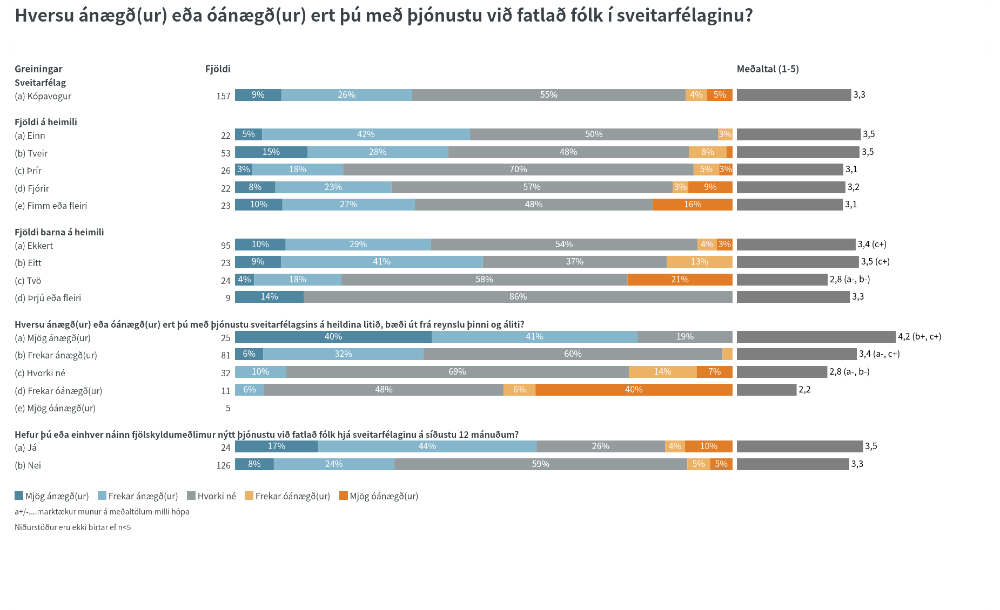 Hversu ánægð(ur) eða óánægð(ur) ert þú með þjónustu við fatlað fólk í sveitarfélaginu?
Greiningar Fjöldi Meðaltal (1-5)
Sveitarfélag
(a) Kópavogur 157 9% 26% 55% 4% 5% 3,3
Fjöldi á heimili
(a) Einn 22 5% 42% 50% 3% 3,5
(b) Tveir 53 15% 28% 48% 8% 3,5
(c) Þrír 26 3% 18% 70% 5% 3% 3,1
(d) Fjórir 22 8% 23% 57% 3% 9% 3,2
(e) Fimm eða fleiri 23 10% 27% 48% 16% 3,1
Fjöldi barna á heimili
(a) Ekkert 95 10% 29% 54% 4% 3% 3,4 (c+)
(b) Eitt 23 9% 41% 37% 13% 3,5 (c+)
(c) Tvö 24 4% 18% 58% 21% 2,8 (a-, b-)
(d) Þrjú eða fleiri 9 14% 86% 3,3
Hversu ánægð(ur) eða óánægð(ur) ert þú með þjónustu sveitarfélagsins á heildina litið, bæði út frá reynslu þinni og áliti?
(a) Mjög ánægð(ur) 25 40% 41% 19% 4,2 (b+, c+)
(b) Frekar ánægð(ur) 81 6% 32% 60% 3,4 (a-, c+)
(c) Hvorki né 32 10% 69% 14% 7% 2,8 (a-, b-)
(d) Frekar óánægð(ur) 11 6% 48% 6% 40% 2,2
(e) Mjög óánægð(ur) 5
Hefur þú eða einhver náinn fjölskyldumeðlimur nýtt þjónustu við fatlað fólk hjá sveitarfélaginu á síðustu 12 mánuðum?
(a) Já 24 17% 44% 26% 4% 10% 3,5
(b) Nei 126 8% 24% 59% 5% 5% 3,3
Mjög ánægð(ur) Frekar ánægð(ur) Hvorki né Frekar óánægð(ur) Mjög óánægð(ur)
a+/-....marktækur munur á meðaltölum milli hópa
Niðurstöður eru ekki birtar ef n<5